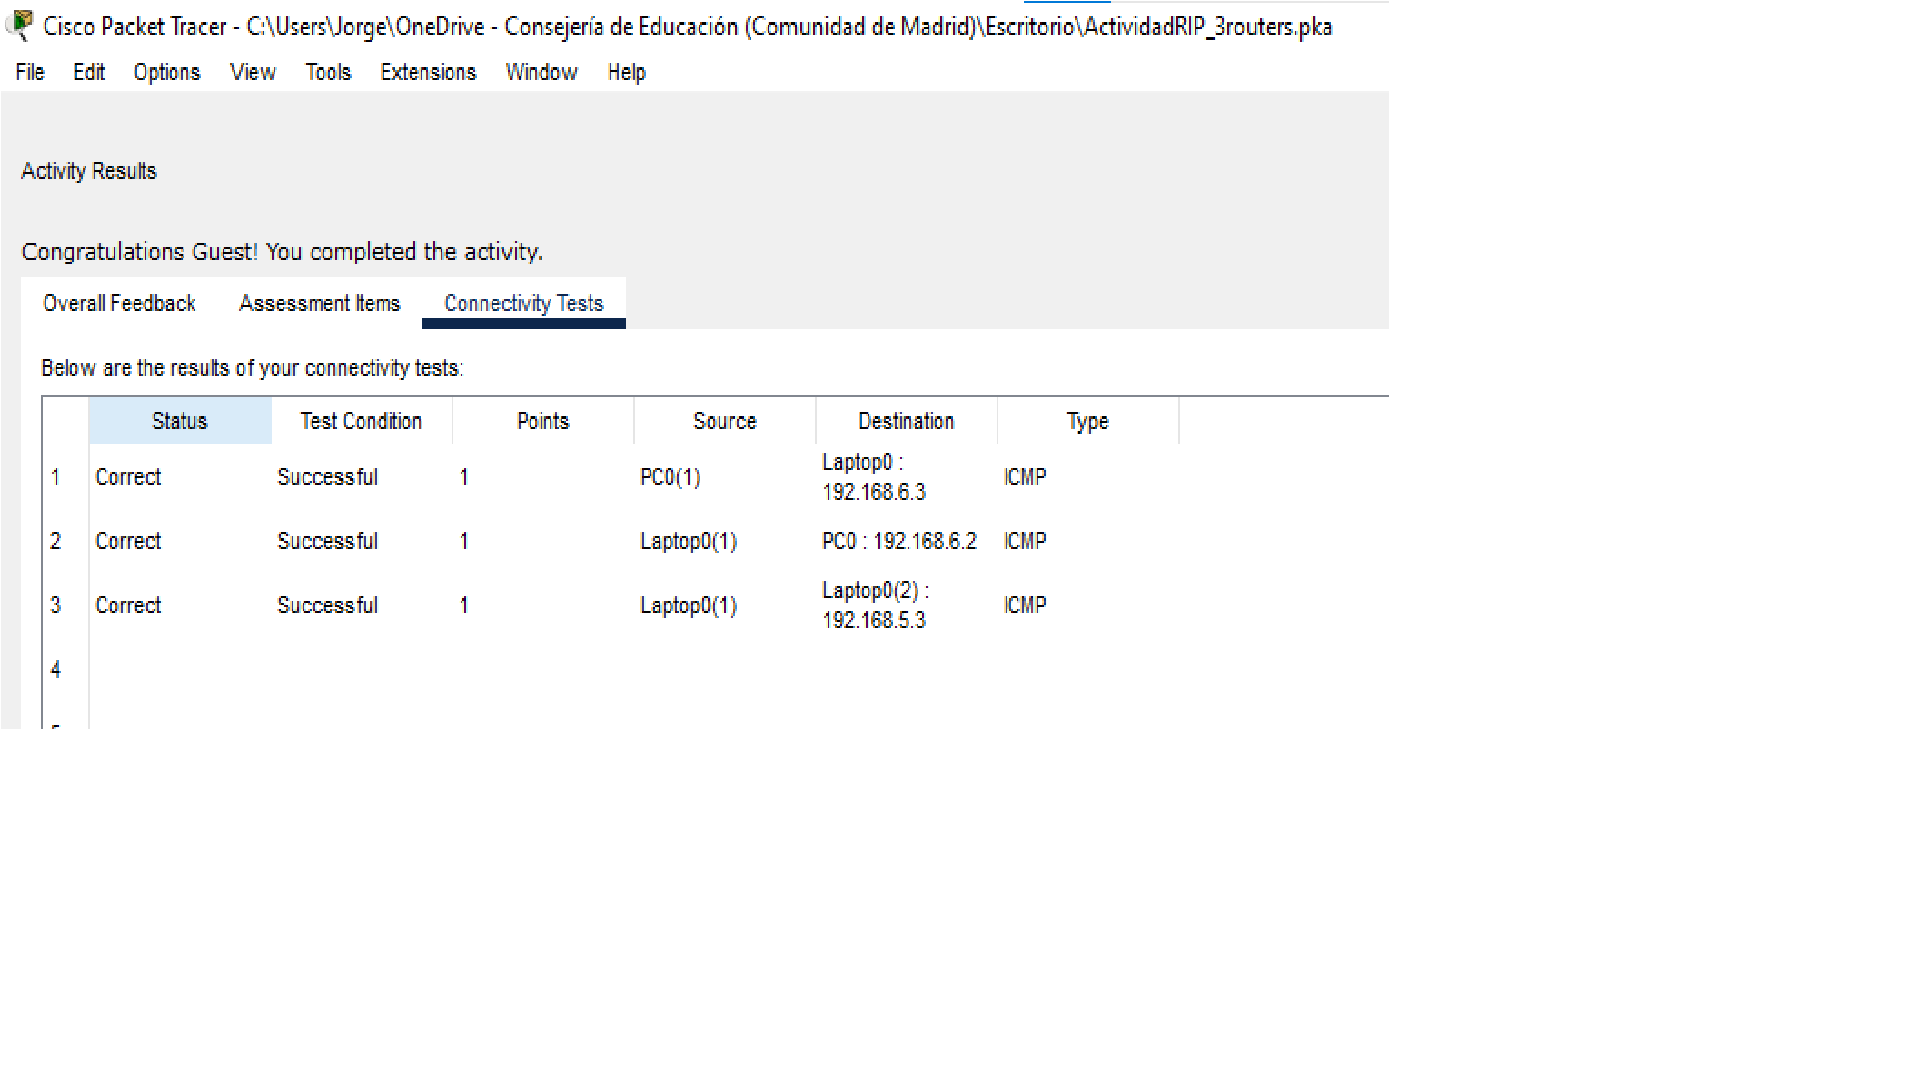 Cisco Packet Tracer - C:\Users\Jorge\OneDrive - Consejería de Educación (Comunidad de Madrid)\Escritorio\ActividadRIP_3routers.pka
File Edit Options View Tools Extensions Window Help
Activity Results
Congratulations Guest! You completed the activity.
Overall Feedback Assessment Items Connectivity Tests
Below are the results of your connectivity tests:
Status Test Condition Points Source Destination Type
1 Correct Successful 1 PC0(1) Laptop0 : 192.168.6.3 ICMP
2 Correct Successful 1 Laptop0(1) PC0 : 192.168.6.2 ICMP
3 Correct Successful 1 Laptop0(1) Laptop0(2) : 192.168.5.3 ICMP
4